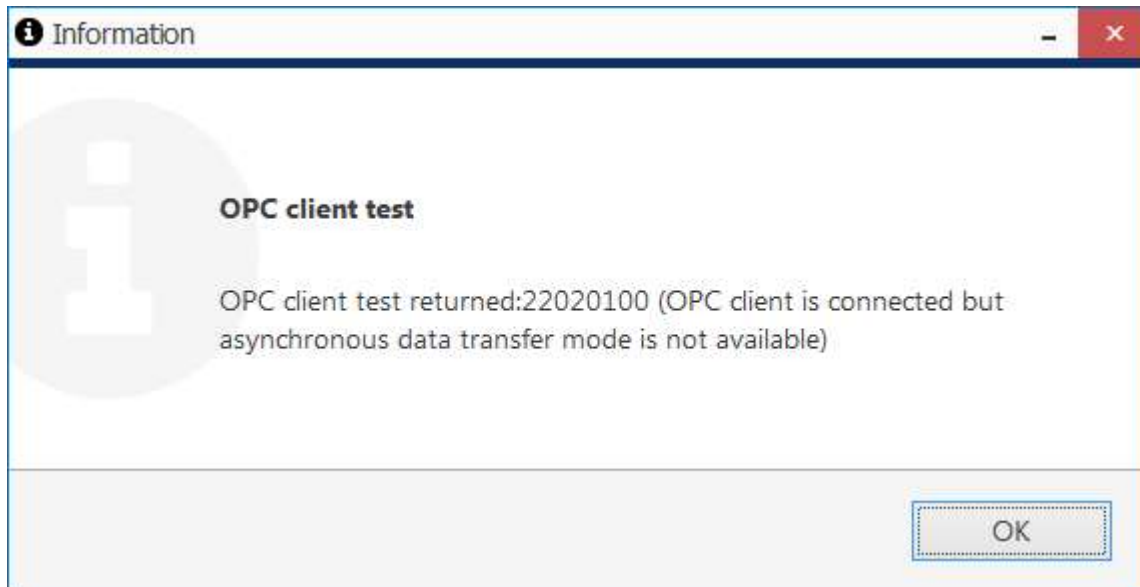 Information
OPC client test
OPC client test returned:22020100 (OPC client is connected but
asynchronous data transfer mode is not available)
OK